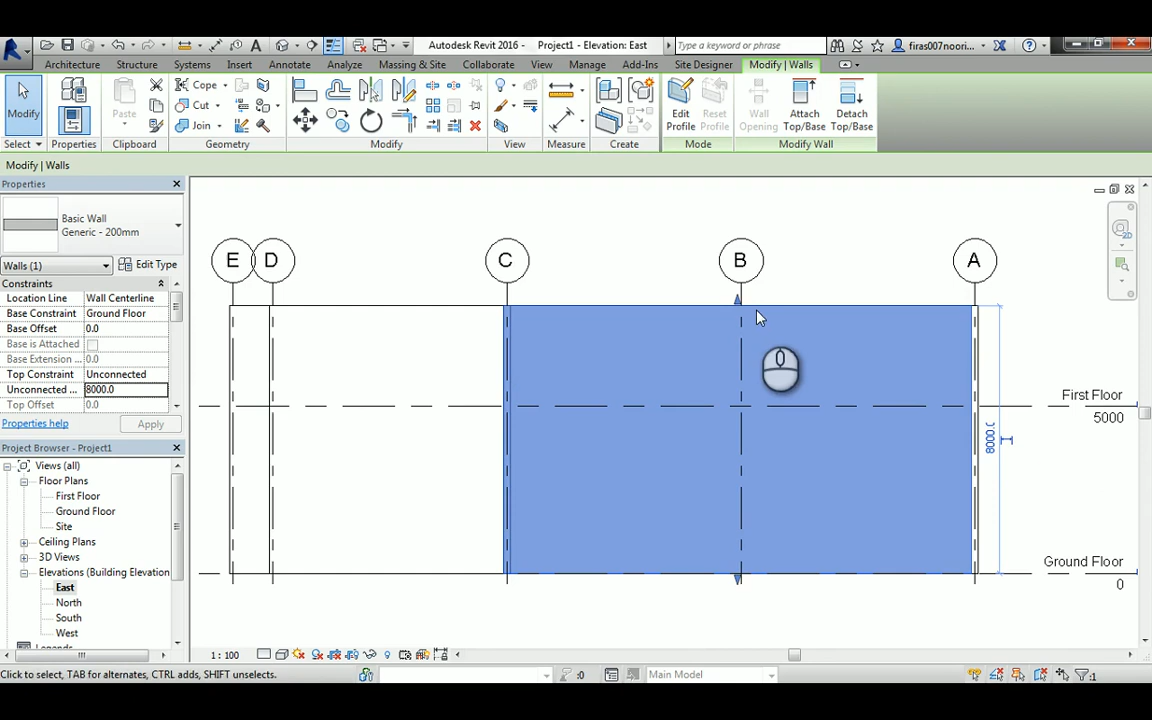 Autodesk Revit 2016 - Project1 - Elevation: East
Type a keyword or phrase
firas007noori...
Architecture Structure Systems Insert Annotate Analyze Massing & Site Collaborate View Manage Add-Ins Site Designer Modify | Walls
Modify
Paste
Cope
Cut
Join
Edit Profile
Reset Profile
Wall Opening
Attach Top/Base
Detach Top/Base
Select Properties Clipboard Geometry Modify View Measure Create Mode Modify Wall
Modify | Walls
Properties
Basic Wall
Generic - 200mm
Walls (1)
Edit Type
Constraints
Location Line Wall Centerline
Base Constraint Ground Floor
Base Offset 0.0
Base is Attached
Base Extension ... 0.0
Top Constraint Unconnected
Unconnected ... 8000.0
Top Offset 0.0
Properties help
Apply
Project Browser - Project1
Views (all)
Floor Plans
First Floor
Ground Floor
Site
Ceiling Plans
3D Views
Elevations (Building Elevation
East
North
South
West
E D C B A
First Floor
5000
8000.0
Ground Floor
0
2D
1 : 100
Click to select, TAB for alternates, CTRL adds, SHIFT unselects.
:0
Main Model
:1